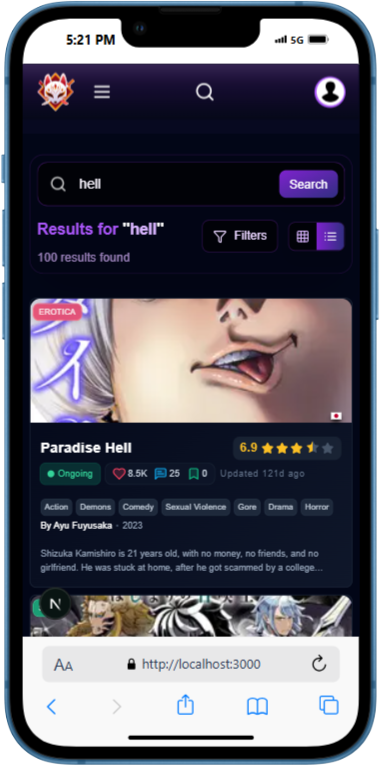 5:21 PM
5G
hell
Search
Results for "hell"
Filters
100 results found
EROTICA
タイ
Paradise Hell
6.9
Ongoing
8.5K
25
0
Updated 121d ago
Action
Demons
Comedy
Sexual Violence
Gore
Drama
Horror
By Ayu Fuyusaka · 2023
Shizuka Kamishiro is 21 years old, with no money, no friends, and no
girlfriend. He was stuck at home, after he got scammed by a college...
N
AA
http://localhost:3000